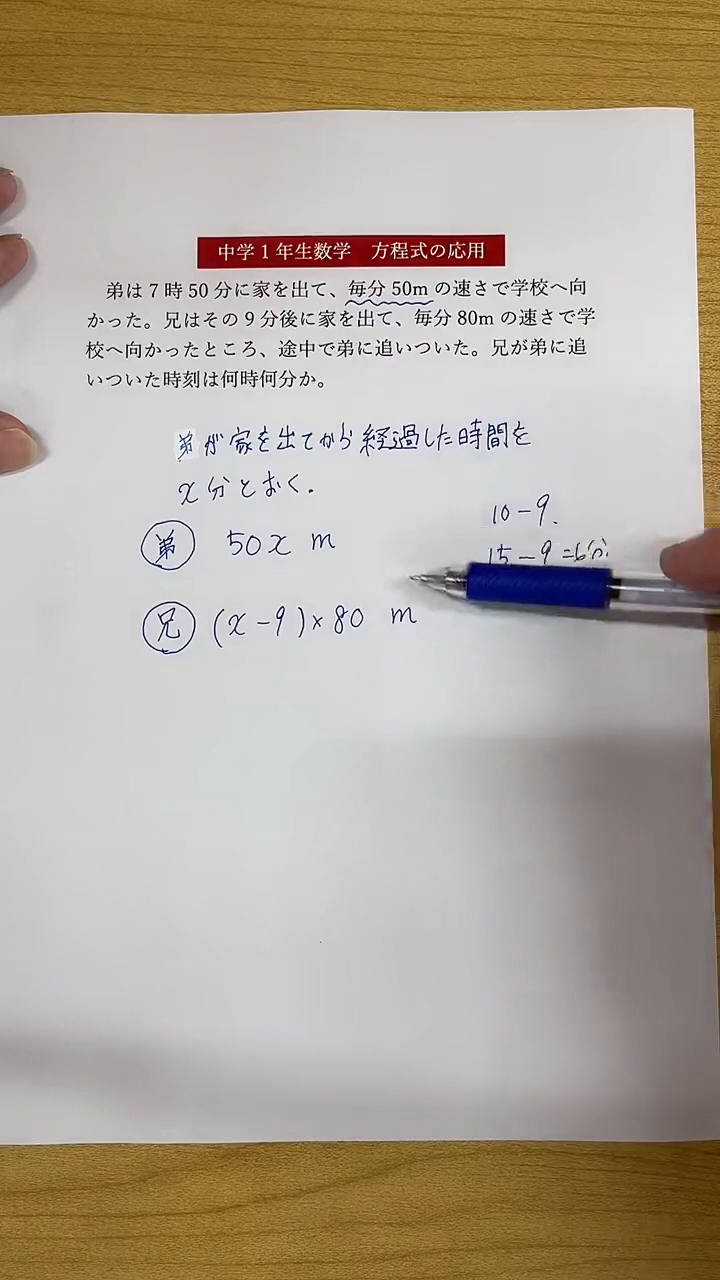 中学１年生数学　方程式の応用
弟は７時50分に家を出て、毎分50mの速さで学校へ向
かった。兄はその９分後に家を出て、毎分80mの速さで学
校へ向かったところ、途中で弟に追いついた。兄が弟に追
いついた時刻は何時何分か。
弟が家を出てから経過した時間を
x分とおく.
10-9.
弟 50x m
15-9=6分
兄 (x-9)×80 m